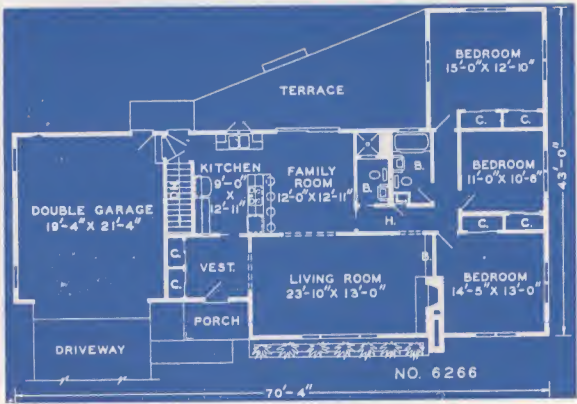 BEDROOM
15'-0" X 12'-10"
TERRACE
C.
C.
KITCHEN
9'-0"
X
12'-11"
FAMILY
ROOM
12'-0" X 12'-11"
B.
B.
BEDROOM
11'-0" X 10'-8"
43'-0"
DOUBLE GARAGE
19'-4" X 21'-4"
DN.
H.
C.
C.
C.
C.
VEST.
LIVING ROOM
23'-10" X 13'-0"
B.
BEDROOM
14'-5" X 13'-0"
PORCH
DRIVEWAY
NO. 6266
70'-4"